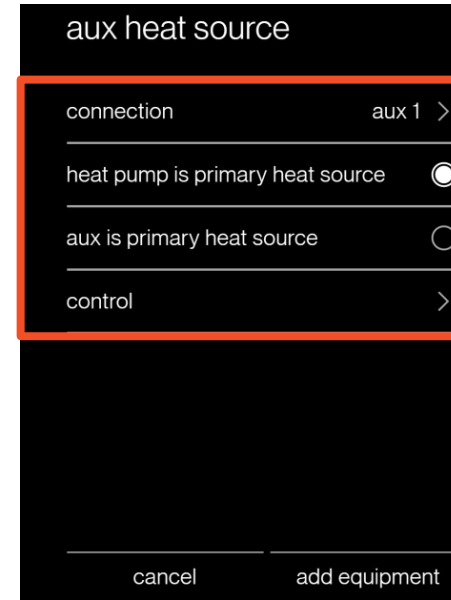 aux heat source
connection aux 1 >
heat pump is primary heat source
aux is primary heat source
control >
cancel add equipment